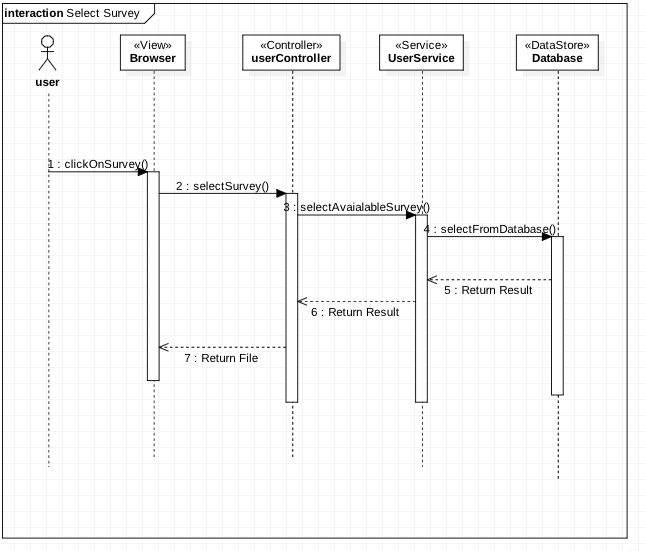 interaction Select Survey
user
«View»
Browser
«Controller»
userController
«Service»
UserService
«DataStore»
Database
1 : clickOnSurvey()
2 : selectSurvey()
3 : selectAvaialableSurvey()
4 : selectFromDatabase()
5 : Return Result
6 : Return Result
7 : Return File